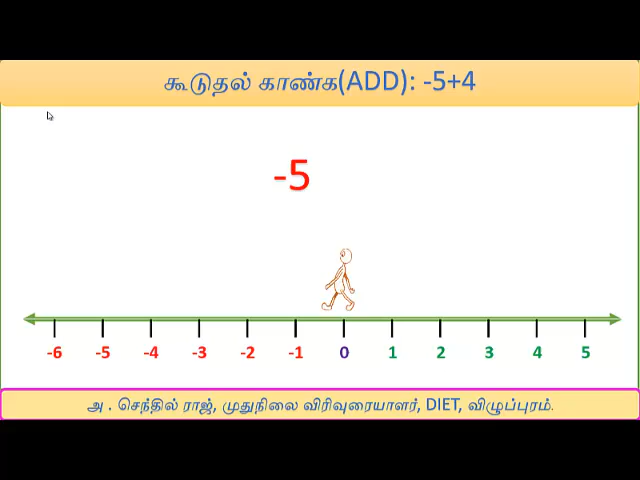 கூடுதல் காண்க(ADD): -5+4
-5
-6 -5 -4 -3 -2 -1 0 1 2 3 4 5
அ . செந்தில் ராஜ், முதுநிலை விரிவுரையாளர், DIET, விழுப்புரம்.